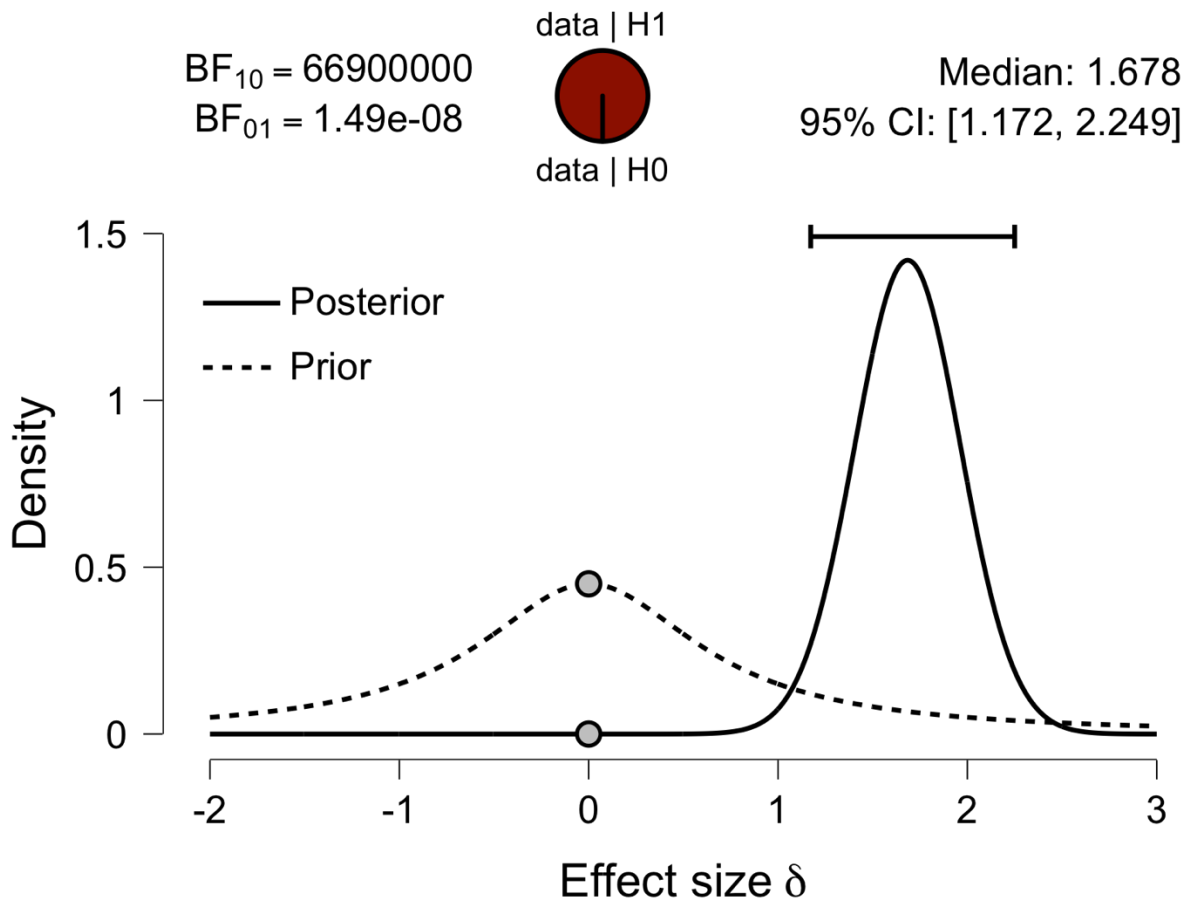 data | H1
BF₁₀ = 66900000
BF₀₁ = 1.49e-08
data | H0
Median: 1.678
95% CI: [1.172, 2.249]
Posterior
Prior
Density
1.5
1
0.5
0
-2 -1 0 1 2 3
Effect size δ